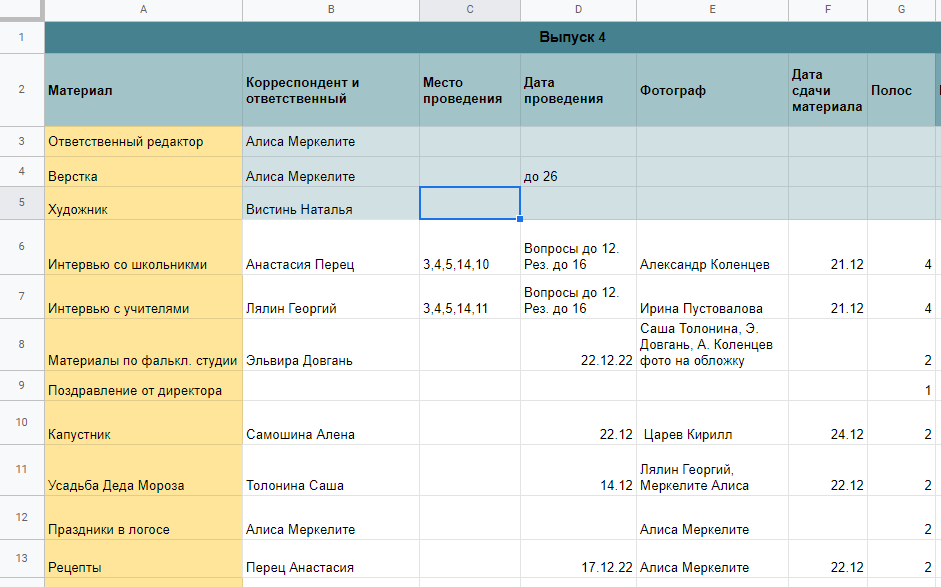 A B C D E F G
1 Выпуск 4
2 Материал Корреспондент и ответственный Место проведения Дата проведения Фотограф Дата сдачи материала Полос
3 Ответственный редактор Алиса Меркелите
4 Верстка Алиса Меркелите до 26
5 Художник Вистинь Наталья
6 Интервью со школьникми Анастасия Перец 3,4,5,14,10 Вопросы до 12. Рез. до 16 Александр Коленцев 21.12 4
7 Интервью с учителями Лялин Георгий 3,4,5,14,11 Вопросы до 12. Рез. до 16 Ирина Пустовалова 21.12 4
8 Материалы по фалькл. студии Эльвира Довгань 22.12.22 Саша Толонина, Э. Довгань, А. Коленцев фото на обложку 2
9 Поздравление от директора 1
10 Капустник Самошина Алена 22.12 Царев Кирилл 24.12 2
11 Усадьба Деда Мороза Толонина Саша 14.12 Лялин Георгий, Меркелите Алиса 22.12 2
12 Праздники в логосе Алиса Меркелите Алиса Меркелите 2
13 Рецепты Перец Анастасия 17.12.22 Алиса Меркелите 22.12 2